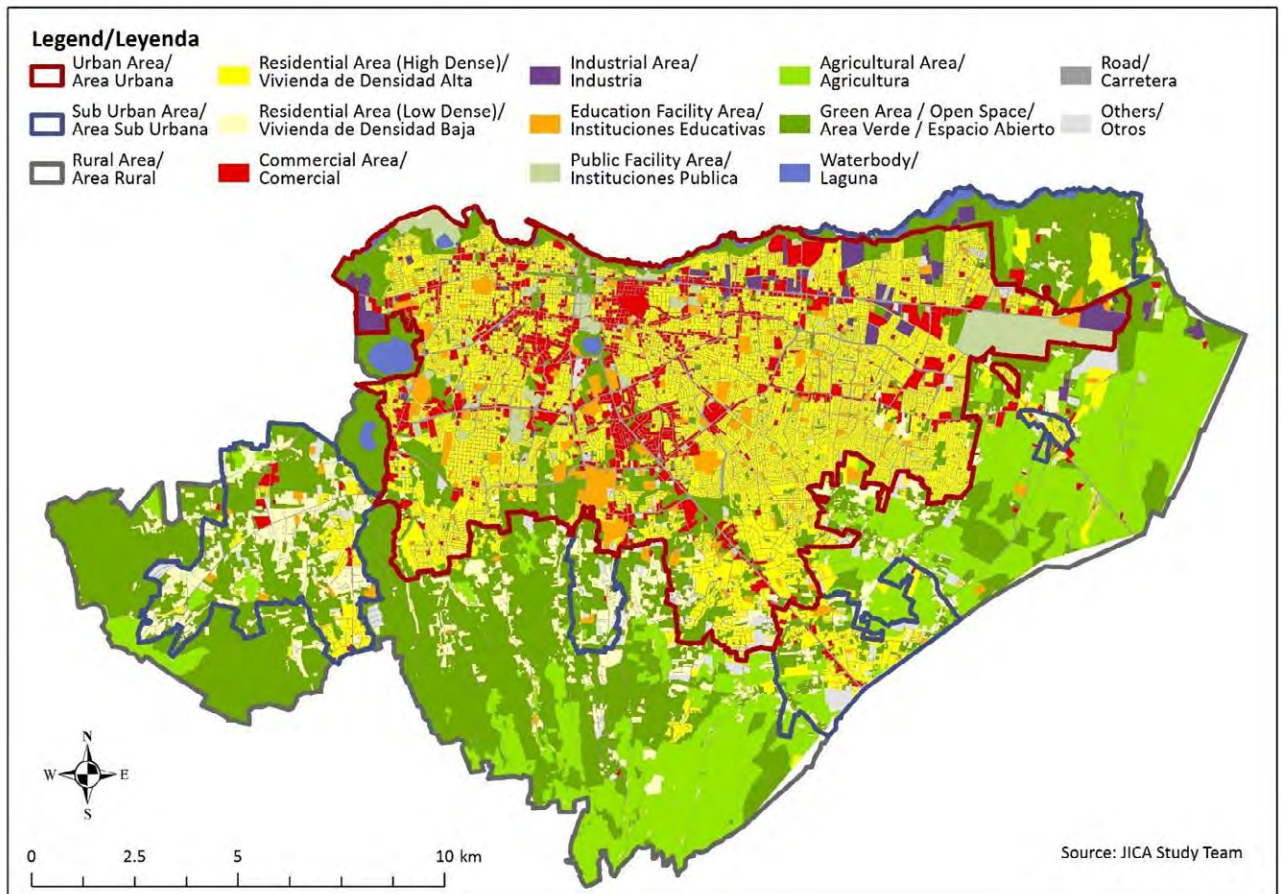 Legend/Leyenda
Urban Area/
Area Urbana
Sub Urban Area/
Area Sub Urbana
Rural Area/
Area Rural
Residential Area (High Dense)/
Vivienda de Densidad Alta
Residential Area (Low Dense)/
Vivienda de Densidad Baja
Commercial Area/
Comercial
Industrial Area/
Industria
Education Facility Area/
Instituciones Educativas
Public Facility Area/
Instituciones Publica
Agricultural Area/
Agricultura
Green Area / Open Space/
Area Verde / Espacio Abierto
Waterbody/
Laguna
Road/
Carretera
Others/
Otros
N
W E
S
0 2.5 5 10 km
Source: JICA Study Team